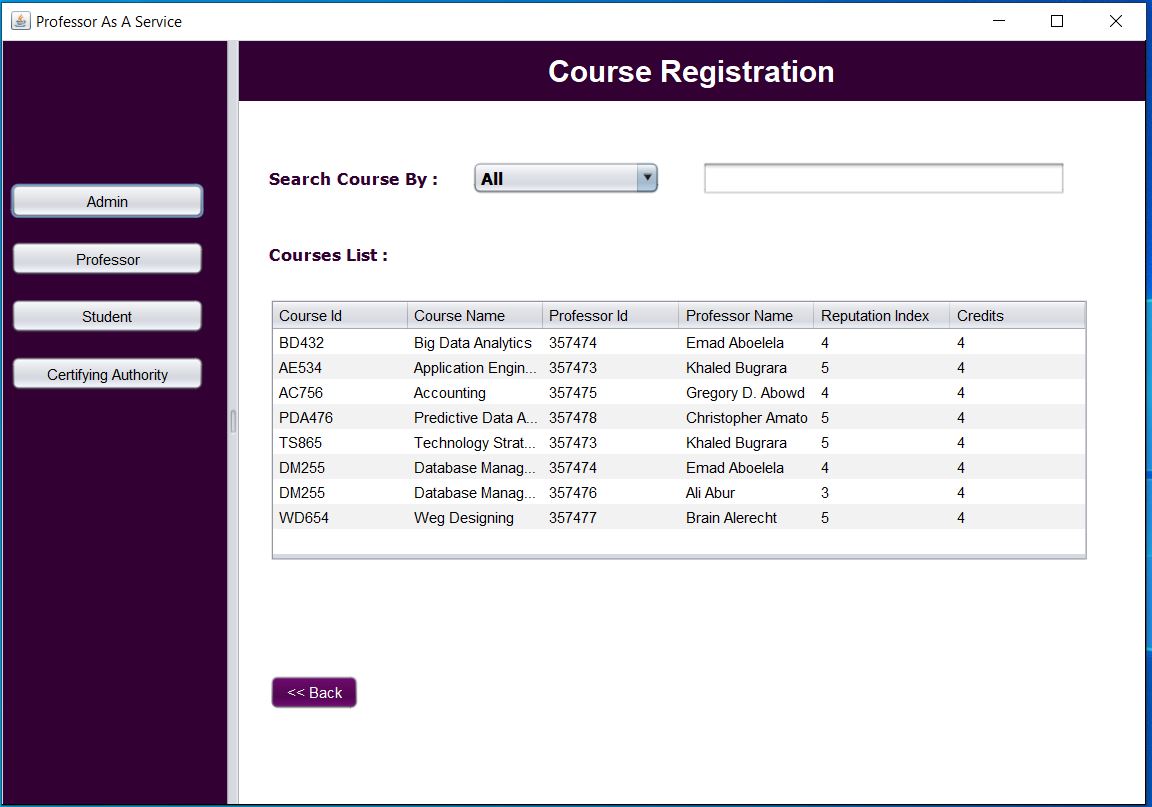 Professor As A Service
Course Registration
Search Course By : All
Admin
Professor
Courses List :
Student
Certifying Authority
Course Id Course Name Professor Id Professor Name Reputation Index Credits
BD432 Big Data Analytics 357474 Emad Aboelela 4 4
AE534 Application Engin... 357473 Khaled Bugrara 5 4
AC756 Accounting 357475 Gregory D. Abowd 4 4
PDA476 Predictive Data A... 357478 Christopher Amato 5 4
TS865 Technology Strat... 357473 Khaled Bugrara 5 4
DM255 Database Manag... 357474 Emad Aboelela 4 4
DM255 Database Manag... 357476 Ali Abur 3 4
WD654 Weg Designing 357477 Brain Alerecht 5 4
<< Back